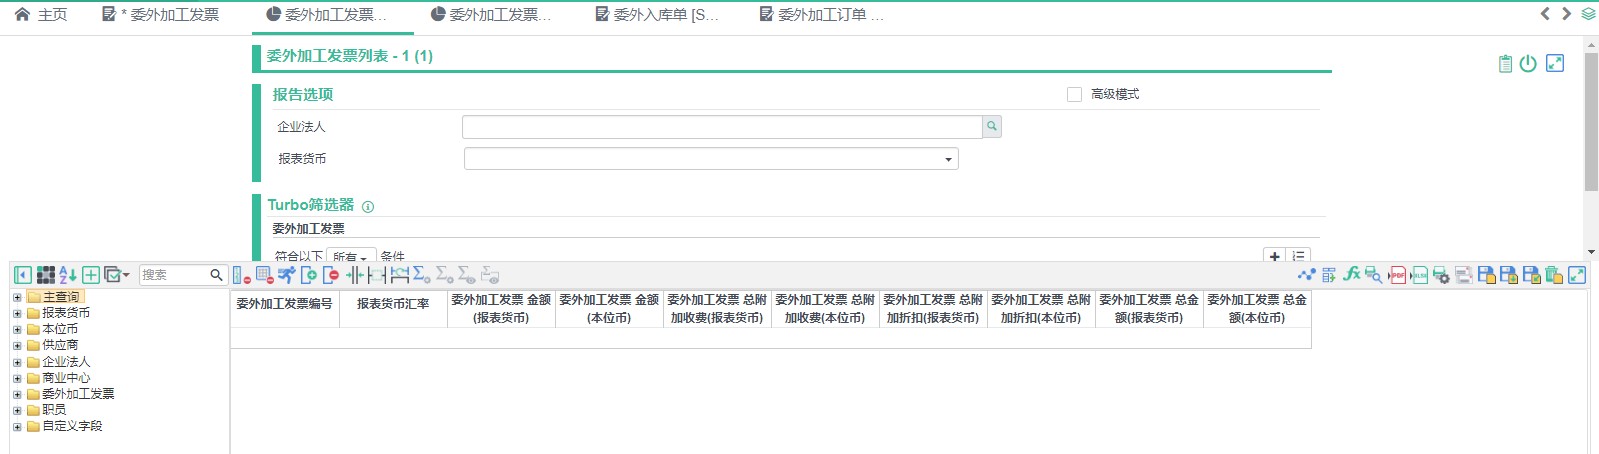 主页
* 委外加工发票
委外加工发票...
委外加工发票...
委外入库单 [S...
委外加工订单 ...
委外加工发票列表 - 1 (1)
报告选项
高级模式
企业法人
报表货币
Turbo筛选器
委外加工发票
符合以下 所有 条件
搜索
主查询
报表货币
本位币
供应商
企业法人
商业中心
委外加工发票
职员
自定义字段
委外加工发票编号
报表货币汇率
委外加工发票 金额
(报表货币)
委外加工发票 金额
(本位币)
委外加工发票 总附
加收费(报表货币)
委外加工发票 总附
加收费(本位币)
委外加工发票 总附
加折扣(报表货币)
委外加工发票 总附
加折扣(本位币)
委外加工发票 总金
额(报表货币)
委外加工发票 总金
额(本位币)